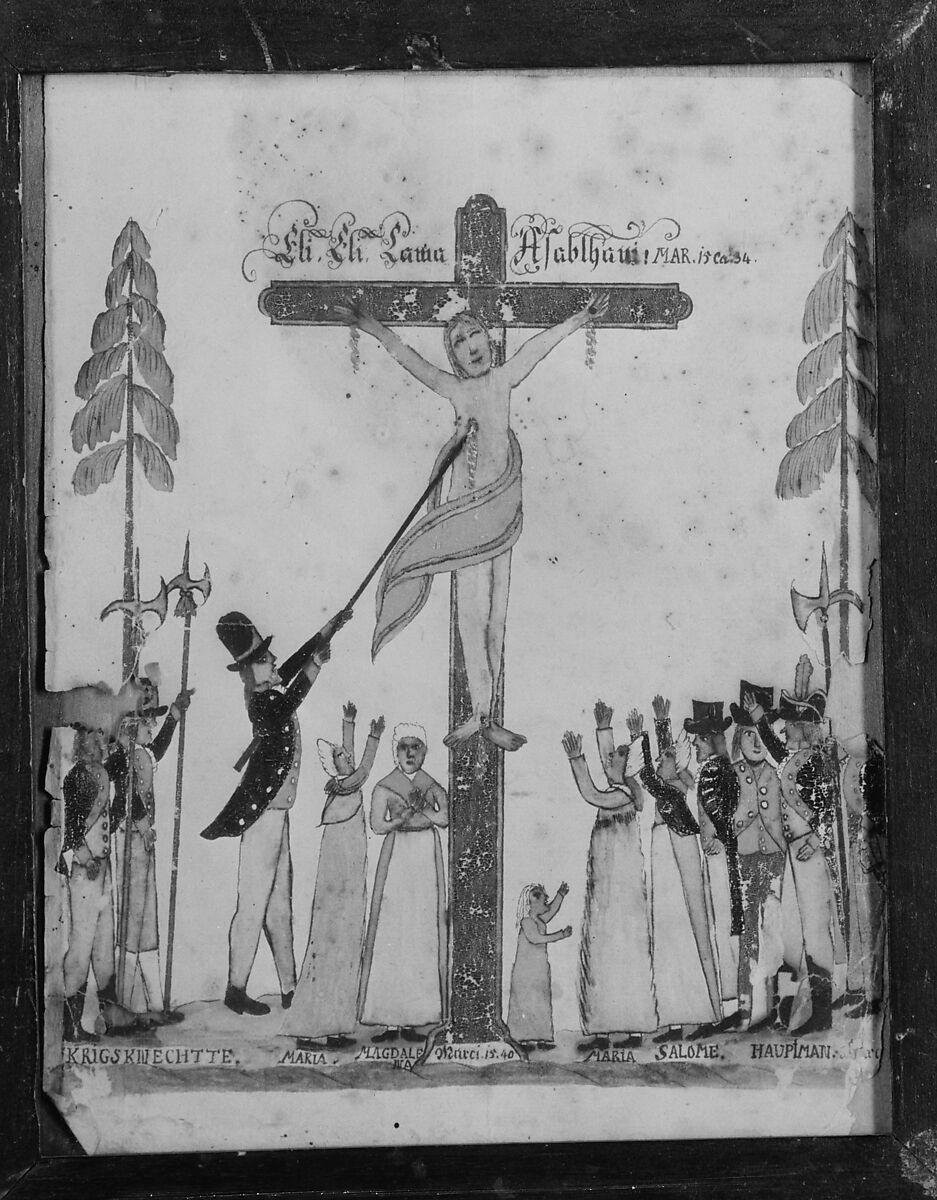 Eli. Eli. Lama Asabthani! MAR. 15 Ca: 34.
KRIGSKNECHTTE. MARIA. MAGDALE Marci. 15. 40 MARIA SALOME. HAUPTMAN.
NA